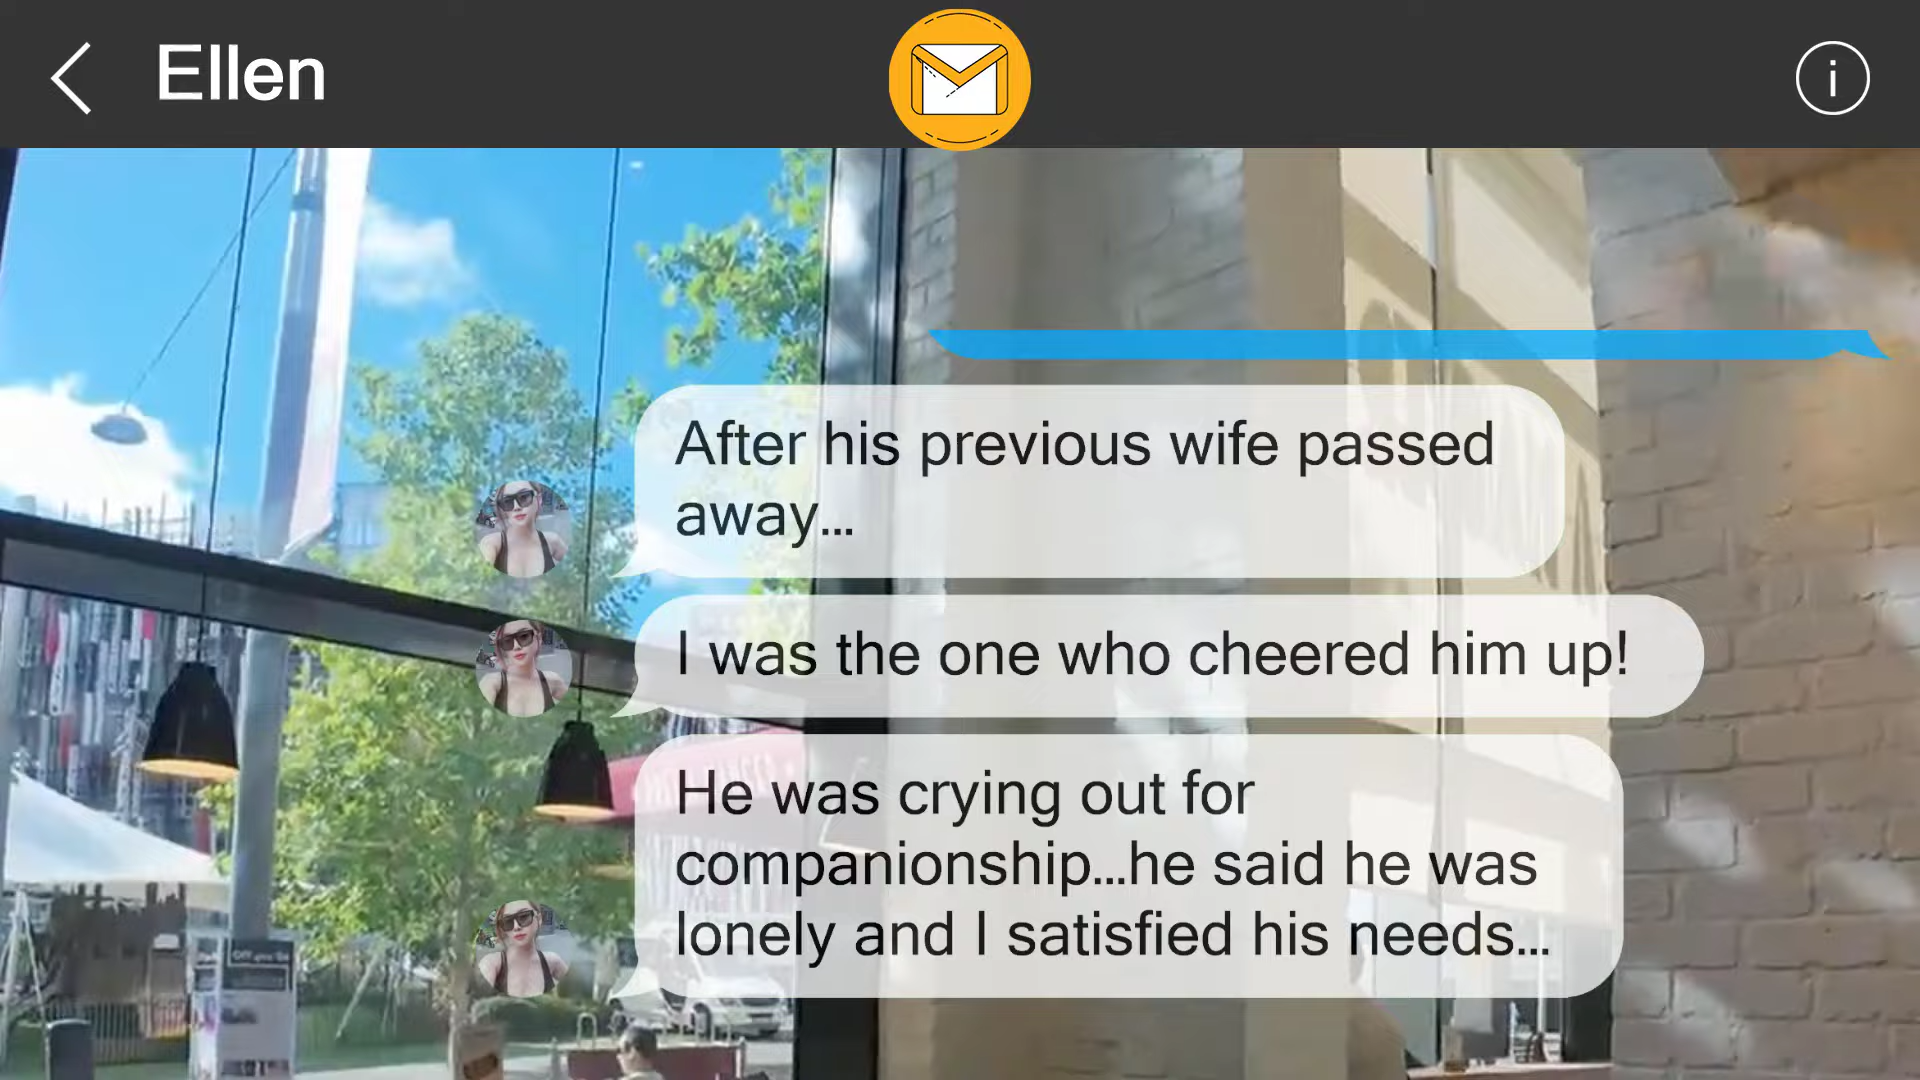 Ellen
After his previous wife passed
away...
I was the one who cheered him up!
He was crying out for
companionship...he said he was
lonely and I satisfied his needs...